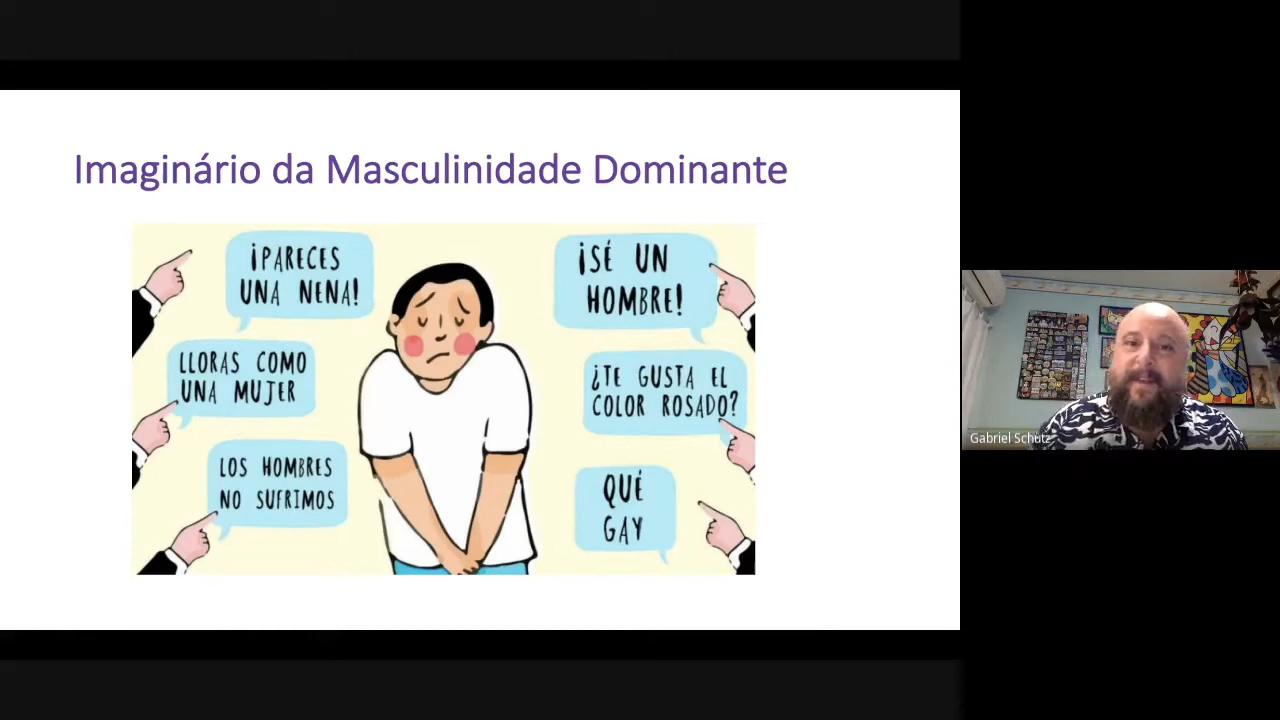 Imaginário da Masculinidade Dominante
¡PARECES
UNA NENA!
LLORAS COMO
UNA MUJER
LOS HOMBRES
NO SUFRIMOS
¡SÉ UN
HOMBRE!
¿TE GUSTA EL
COLOR ROSADO?
QUÉ
GAY
Gabriel Schütz